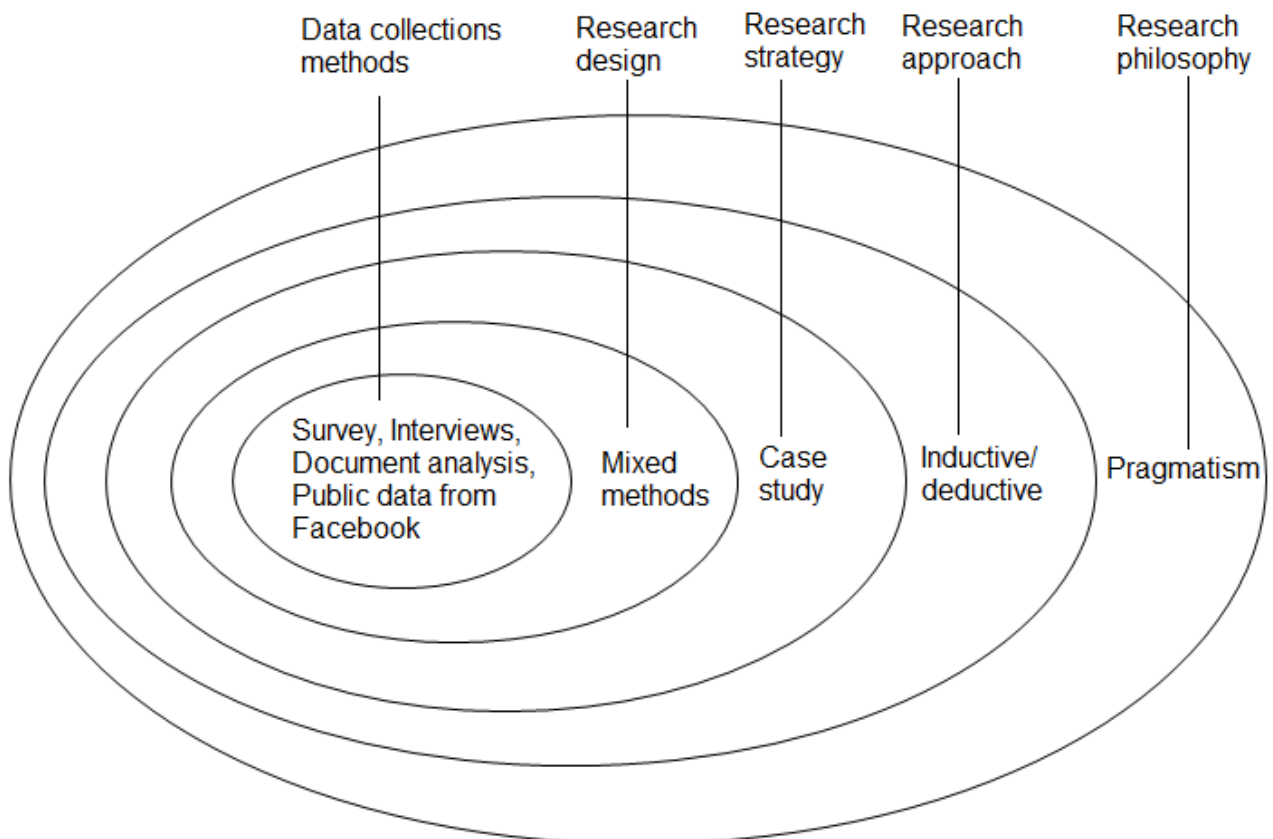 Data collections
methods
Research
design
Research
strategy
Research
approach
Research
philosophy
Survey, Interviews,
Document analysis,
Public data from
Facebook
Mixed
methods
Case
study
Inductive/
deductive
Pragmatism